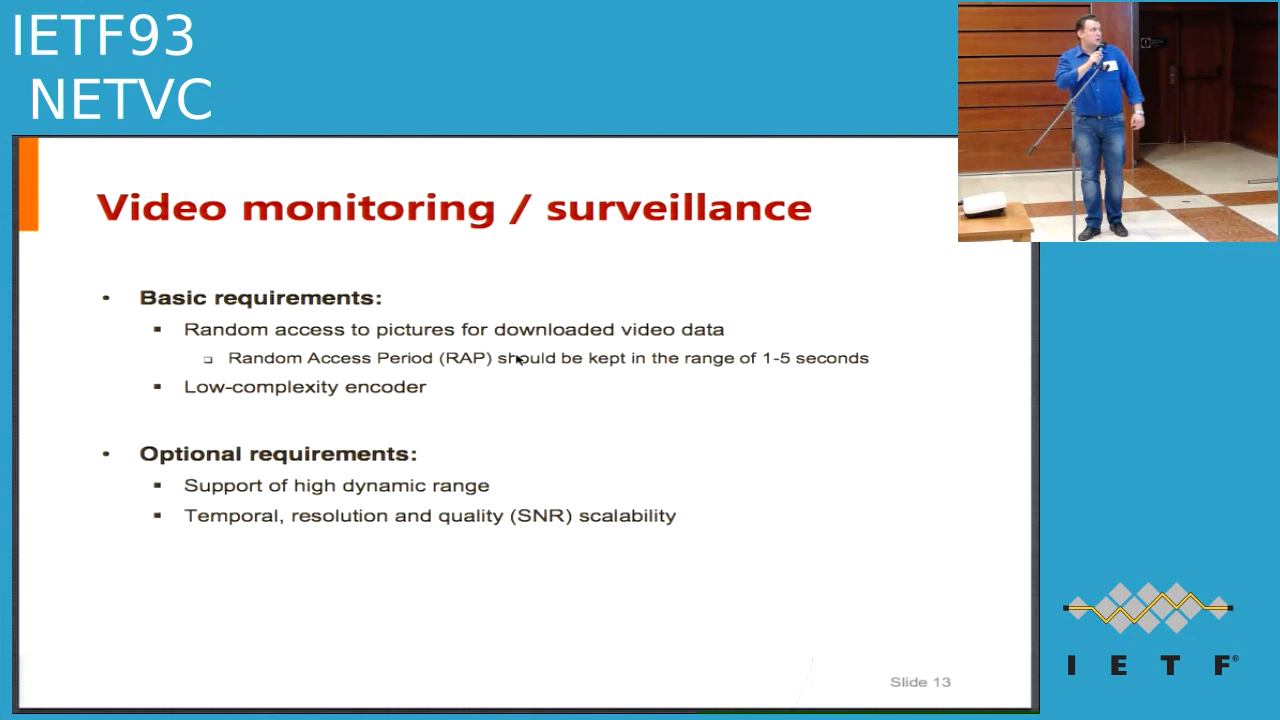 IETF93
NETVC
Video monitoring / surveillance
• Basic requirements:
▪ Random access to pictures for downloaded video data
❑ Random Access Period (RAP) should be kept in the range of 1-5 seconds
▪ Low-complexity encoder
• Optional requirements:
▪ Support of high dynamic range
▪ Temporal, resolution and quality (SNR) scalability
Slide 13
I E T F®